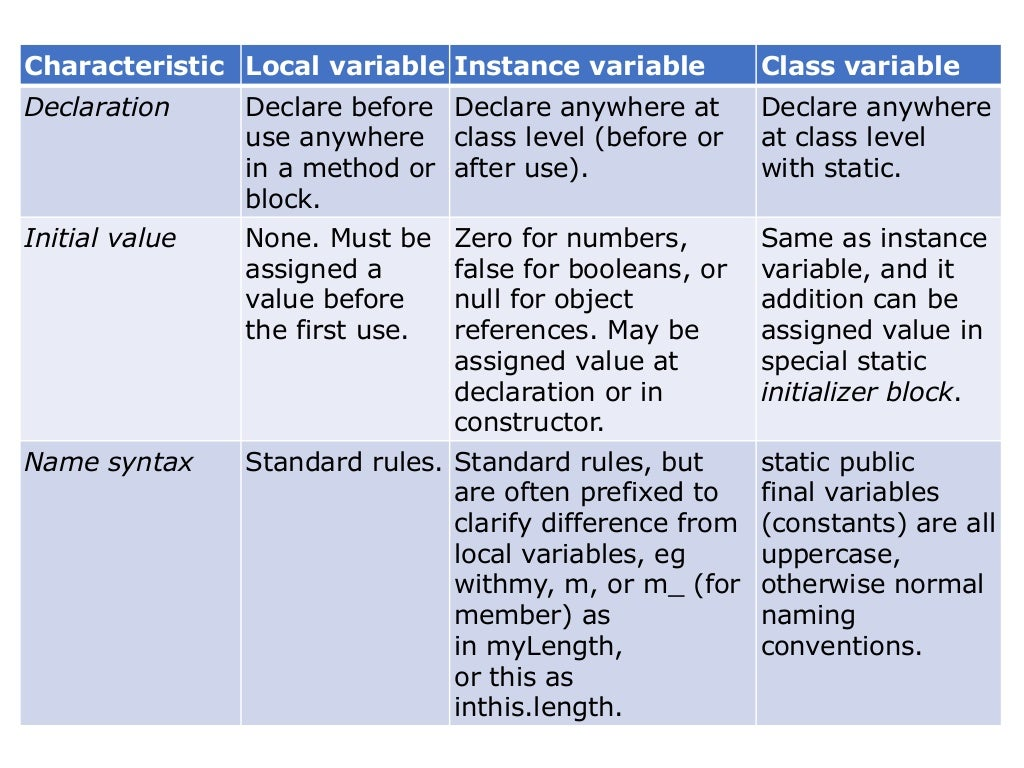 Characteristic Local variable Instance variable Class variable
Declaration
Declare before
use anywhere
in a method or
block.
Declare anywhere at
class level (before or
after use).
Declare anywhere
at class level
with static.
Initial value
None. Must be
assigned a
value before
the first use.
Zero for numbers,
false for booleans, or
null for object
references. May be
assigned value at
declaration or in
constructor.
Same as instance
variable, and it
addition can be
assigned value in
special static
initializer block.
Name syntax
Standard rules.
Standard rules, but
are often prefixed to
clarify difference from
local variables, eg
withmy, m, or m_ (for
member) as
in myLength,
or this as
inthis.length.
static public
final variables
(constants) are all
uppercase,
otherwise normal
naming
conventions.